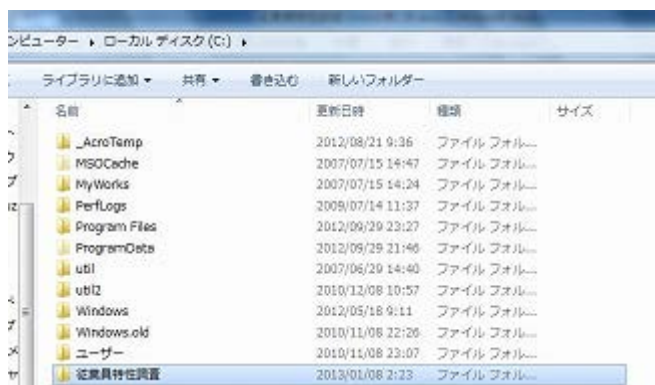 ンピューター ▸ ローカル ディスク (C:) ▸
ライブラリに追加 ▼ 共有 ▼ 書き込む 新しいフォルダー
名前 更新日時 種類 サイズ
_AcroTemp 2012/08/21 9:36 ファイル フォル...
MSOCache 2007/07/15 14:47 ファイル フォル...
MyWorks 2007/07/15 14:24 ファイル フォル...
PerfLogs 2009/07/14 11:37 ファイル フォル...
Program Files 2012/09/29 23:27 ファイル フォル...
ProgramData 2012/09/29 21:46 ファイル フォル...
util 2007/06/29 14:40 ファイル フォル...
util2 2010/12/08 10:57 ファイル フォル...
Windows 2012/05/18 9:11 ファイル フォル...
Windows.old 2010/11/08 22:26 ファイル フォル...
ユーザー 2010/11/08 23:07 ファイル フォル...
従業員特性調査 2013/01/08 2:23 ファイル フォル...